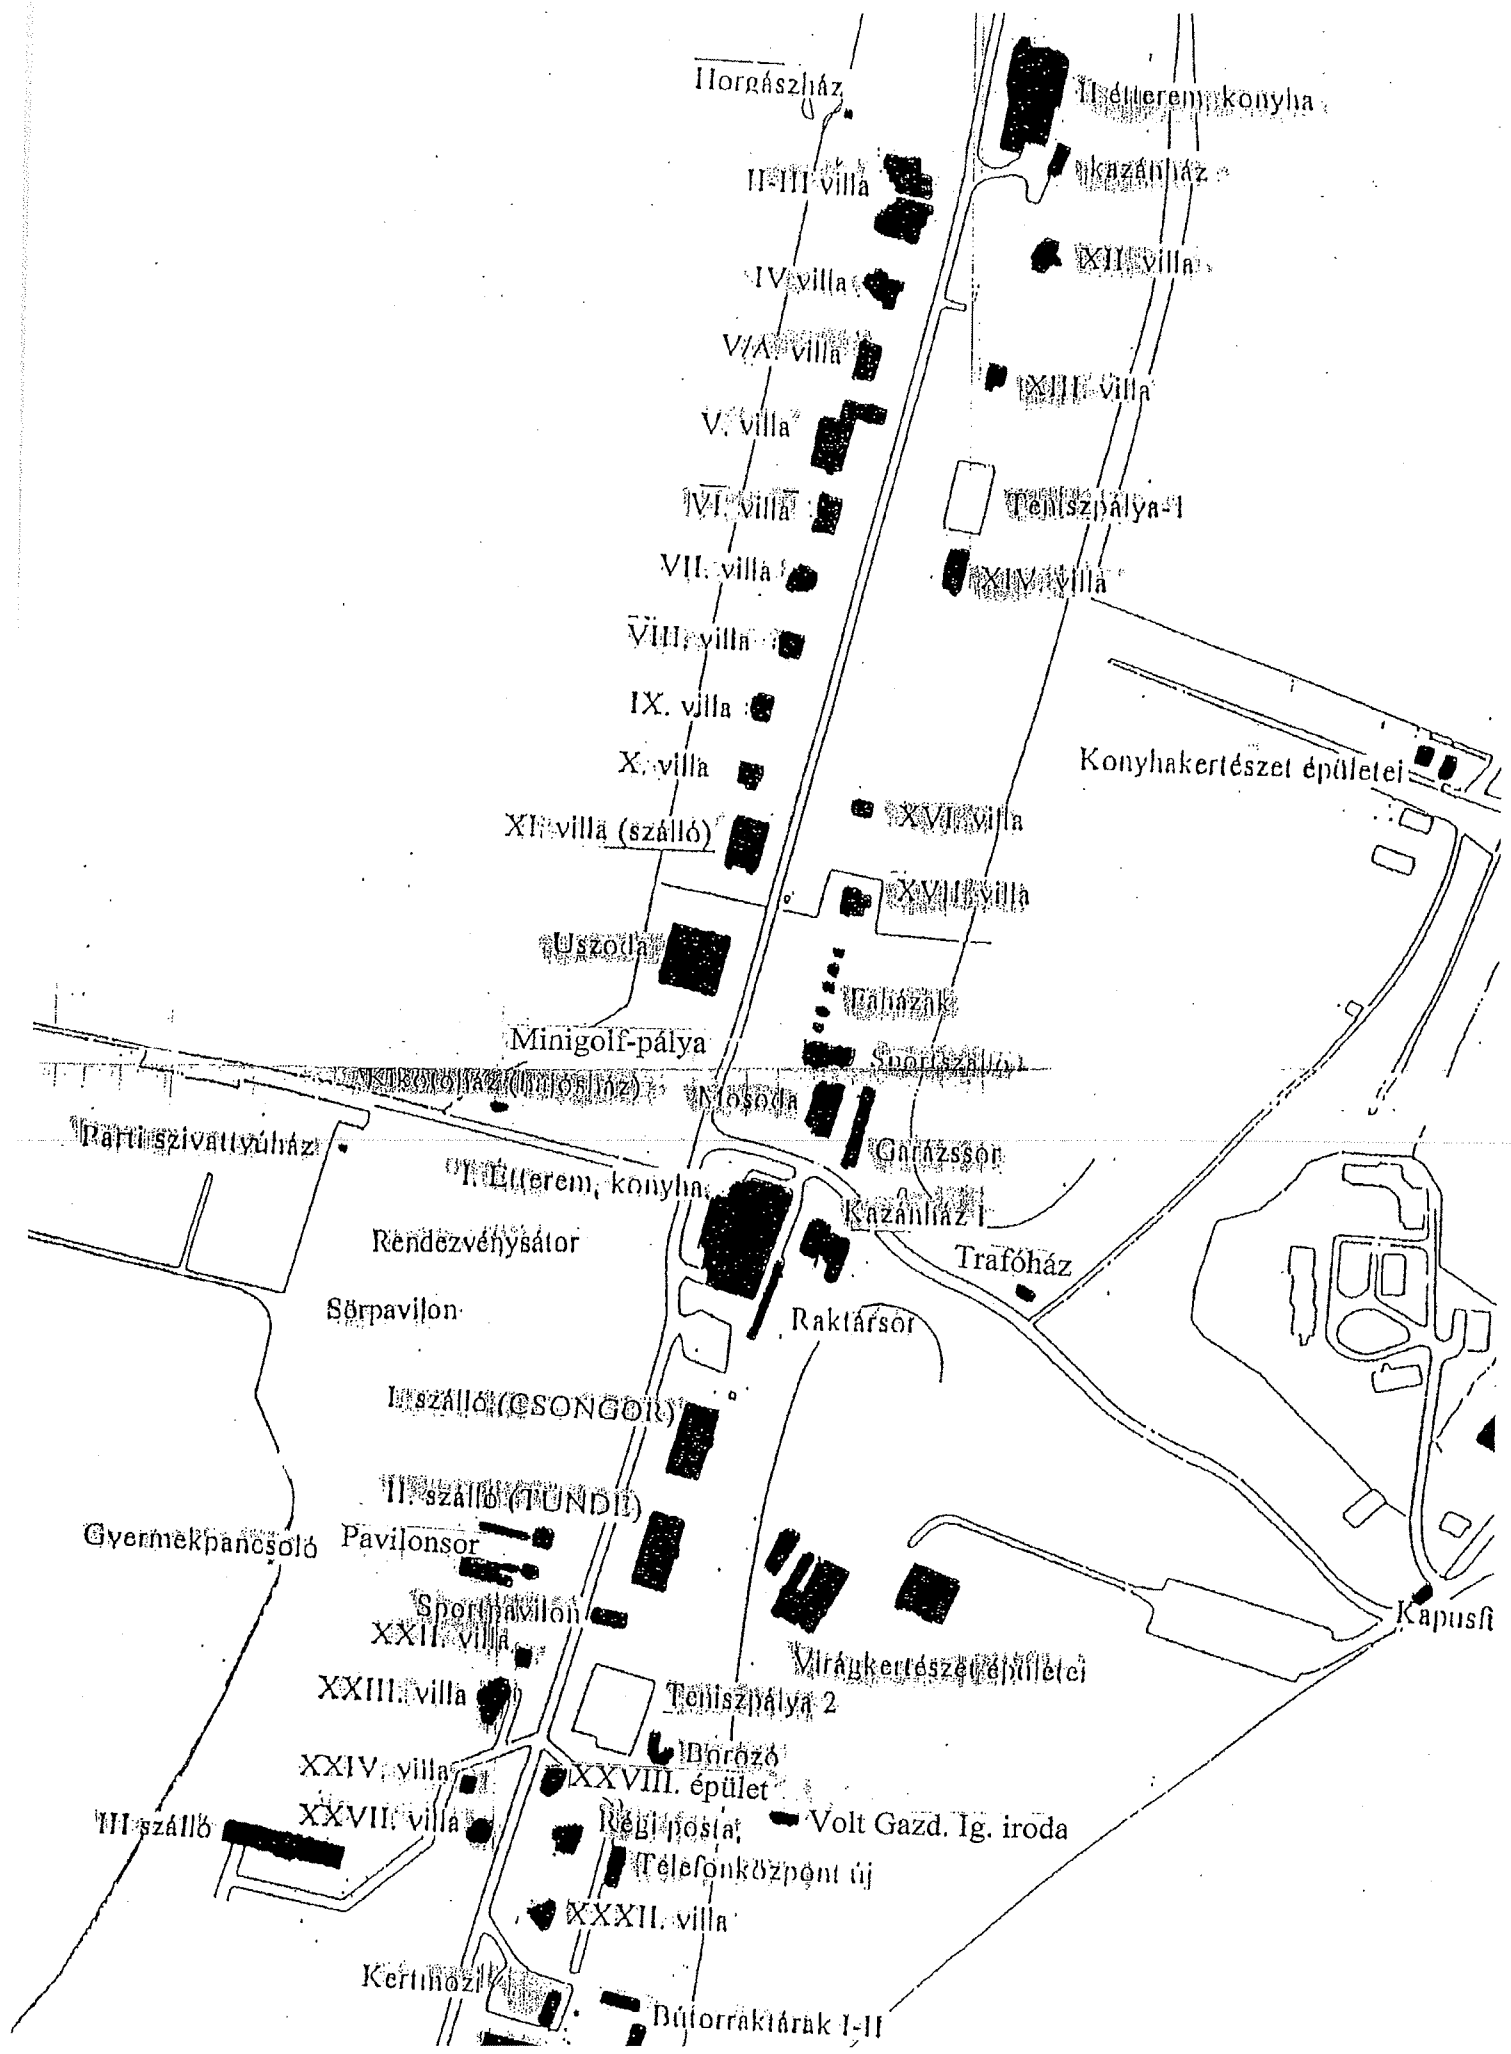 Horgászház
II étterem, konyha
kazánház
II-III villa
XII. villa
IV villa
V/A. villa
XIII. villa
V. villa
VI. villa
Teniszpálya-1
VII. villa
XIV. villa
VIII. villa
IX. villa
X. villa
Konyhakertészet épületei
XI. villa (szálló)
XVI. villa
XVII. villa
Uszoda
Faházak
Minigolf-pálya
Sportszálló
Kikötőház (hajósház)
Mosoda
Parti szivattyúház
Garázssor
I. Étterem, konyha
Kazánház I
Rendezvénysátor
Trafóház
Sörpavilon
Raktársor
I. szálló (CSONGOR)
II. szálló (TÜNDE)
Gyermekpancsoló
Pavilonsor
Sportpavilon
Kapusfi
XXII. villa
Virágkertészet épületei
XXIII. villa
Teniszpálya 2
Borozó
XXIV. villa
XXVIII. épület
III szálló
XXVII. villa
Régi posta
Volt Gazd. Ig. iroda
Telefonközpont új
XXXII. villa
Bútorraktárak I-II